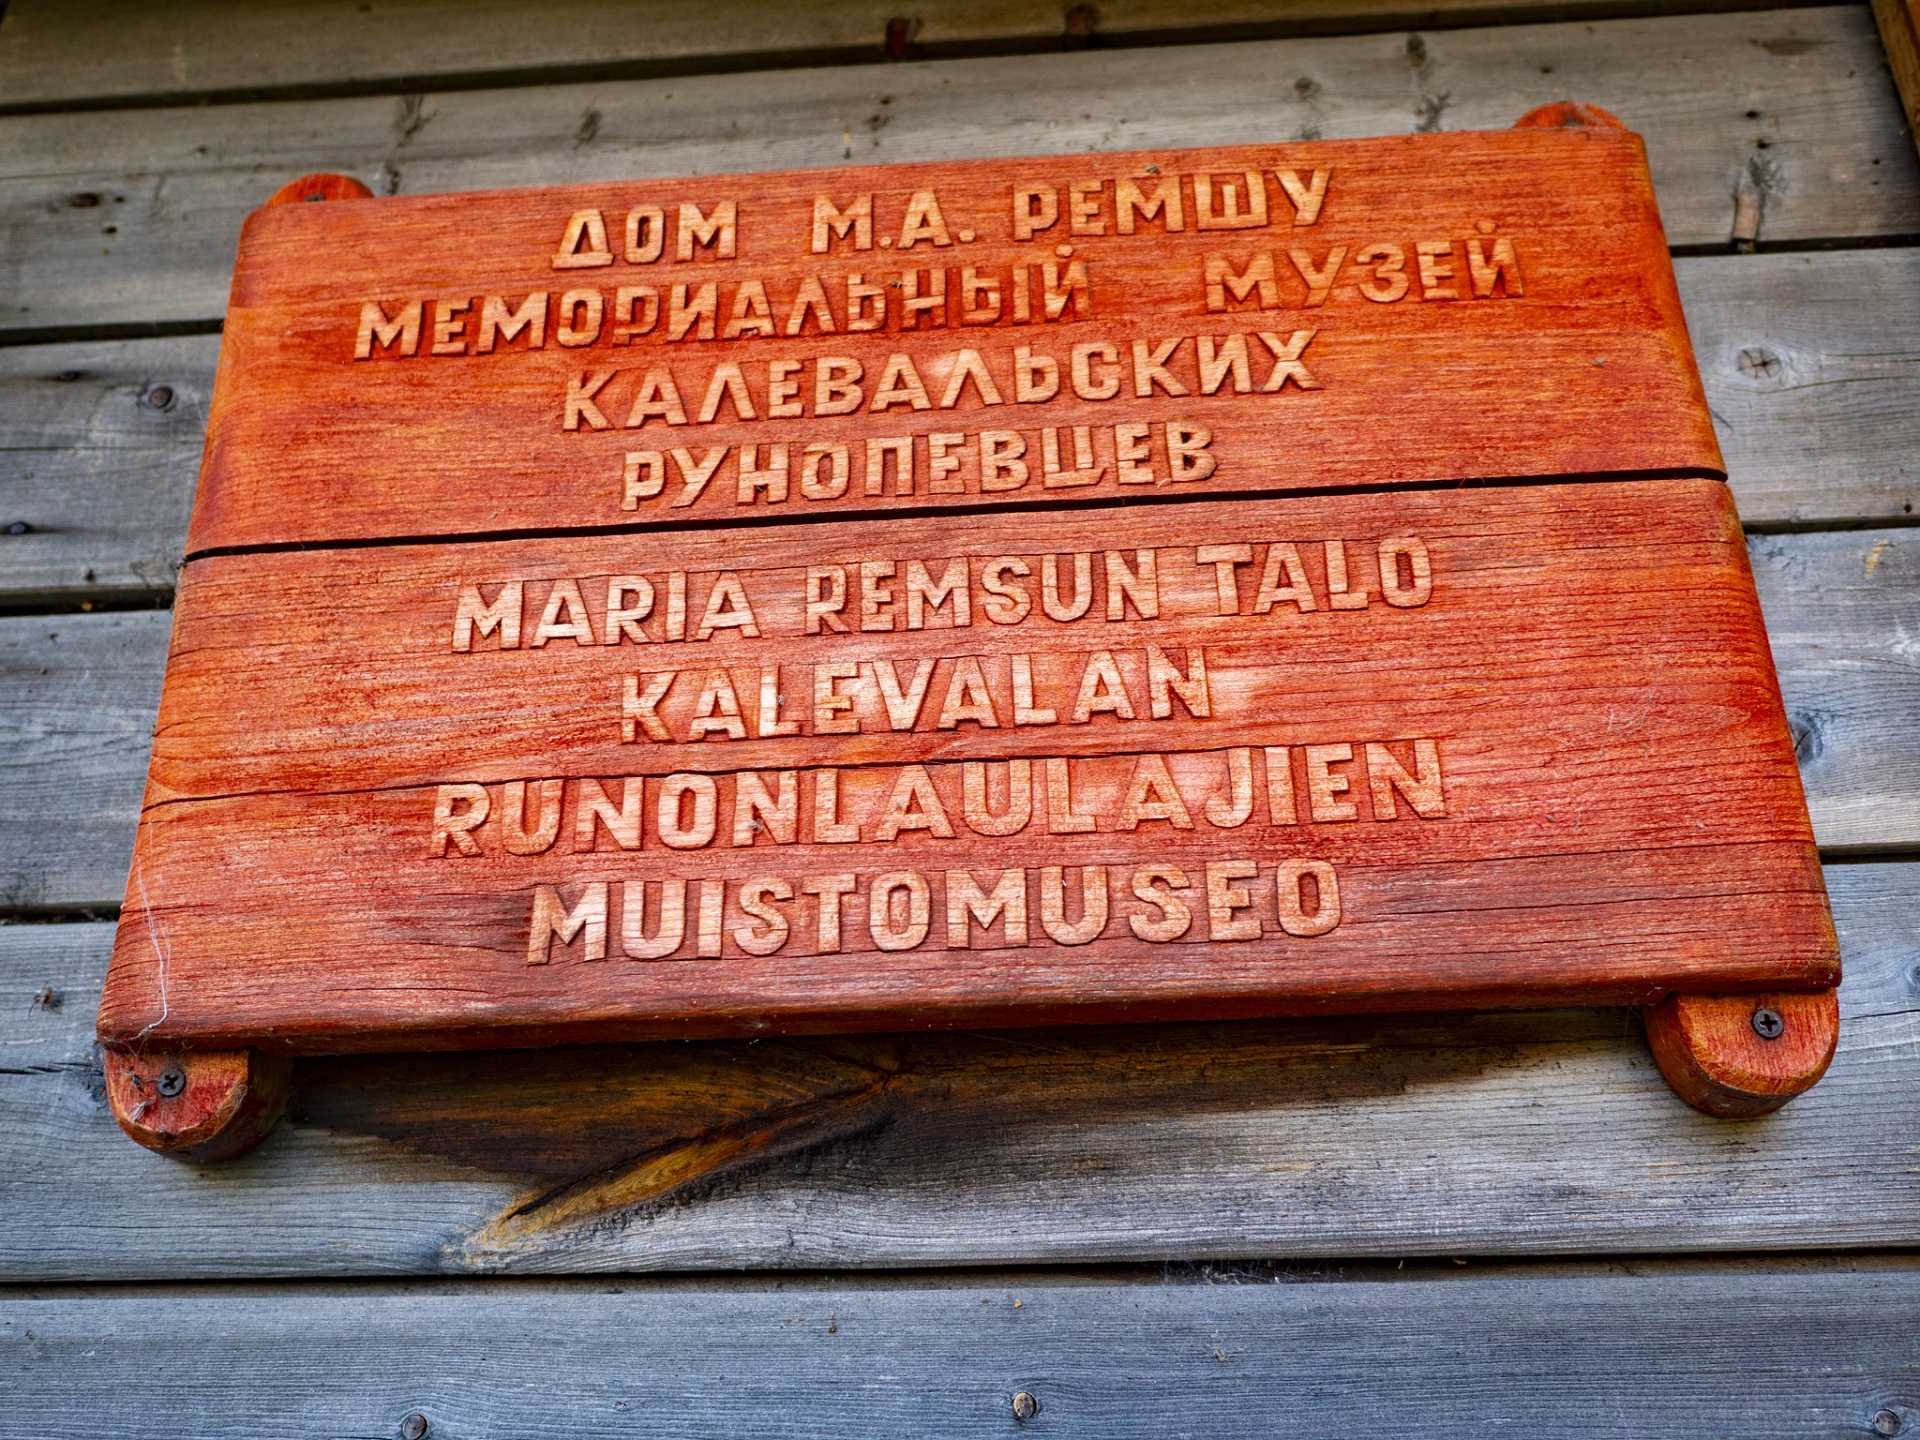 ДОМ М.А. РЕМШУ
МЕМОРИАЛЬНЫЙ МУЗЕЙ
КАЛЕВАЛЬСКИХ
РУНОПЕВЦЕВ
MARIA REMSUN TALO
KALEVALAN
RUNONLAULAJIEN
MUISTOMUSEO